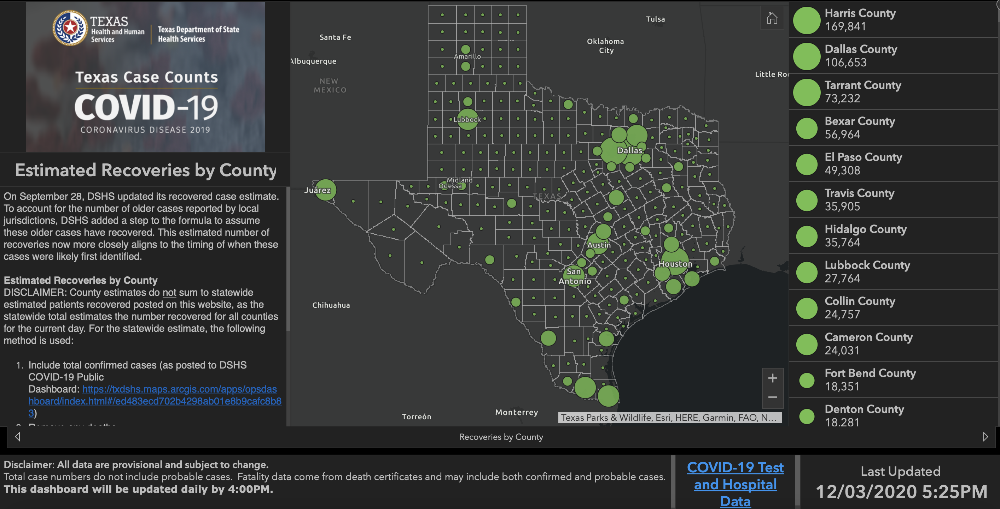 TEXAS
Health and Human
Services
Texas Department of State
Health Services
Texas Case Counts
COVID-19
CORONAVIRUS DISEASE 2019
Estimated Recoveries by County
On September 28, DSHS updated its recovered case estimate.
To account for the number of older cases reported by local
jurisdictions, DSHS added a step to the formula to assume
these older cases have recovered. This estimated number of
recoveries now more closely aligns to the timing of when these
cases were likely first identified.
Estimated Recoveries by County
DISCLAIMER: County estimates do not sum to statewide
estimated patients recovered posted on this website, as the
statewide total estimates the number recovered for all counties
for the current day. For the statewide estimate, the following
method is used:
1. Include total confirmed cases (as posted to DSHS
COVID-19 Public
Dashboard: https://txdshs.maps.arcgis.com/apps/opsdas
hboard/index.html#/ed483ecd702b4298ab01e8b9cafc8b8
3)
Tulsa
Santa Fe
Oklahoma
City
Albuquerque
Amarillo
Little Ro
NEW
MEXICO
Lubbock
Dallas
Midland
Odessa
Juárez
TEXAS
Austin
Houston
San
Antonio
Chihuahua
Monterrey
Torreón
Texas Parks & Wildlife, Esri, HERE, Garmin, FAO, N...
Harris County
169,841
Dallas County
106,653
Tarrant County
73,232
Bexar County
56,964
El Paso County
49,308
Travis County
35,905
Hidalgo County
35,764
Lubbock County
27,764
Collin County
24,757
Cameron County
24,031
Fort Bend County
18,351
Denton County
18,281
Recoveries by County
Disclaimer: All data are provisional and subject to change.
Total case numbers do not include probable cases. Fatality data come from death certificates and may include both confirmed and probable cases.
This dashboard will be updated daily by 4:00PM.
COVID-19 Test
and Hospital
Data
Last Updated
12/03/2020 5:25PM